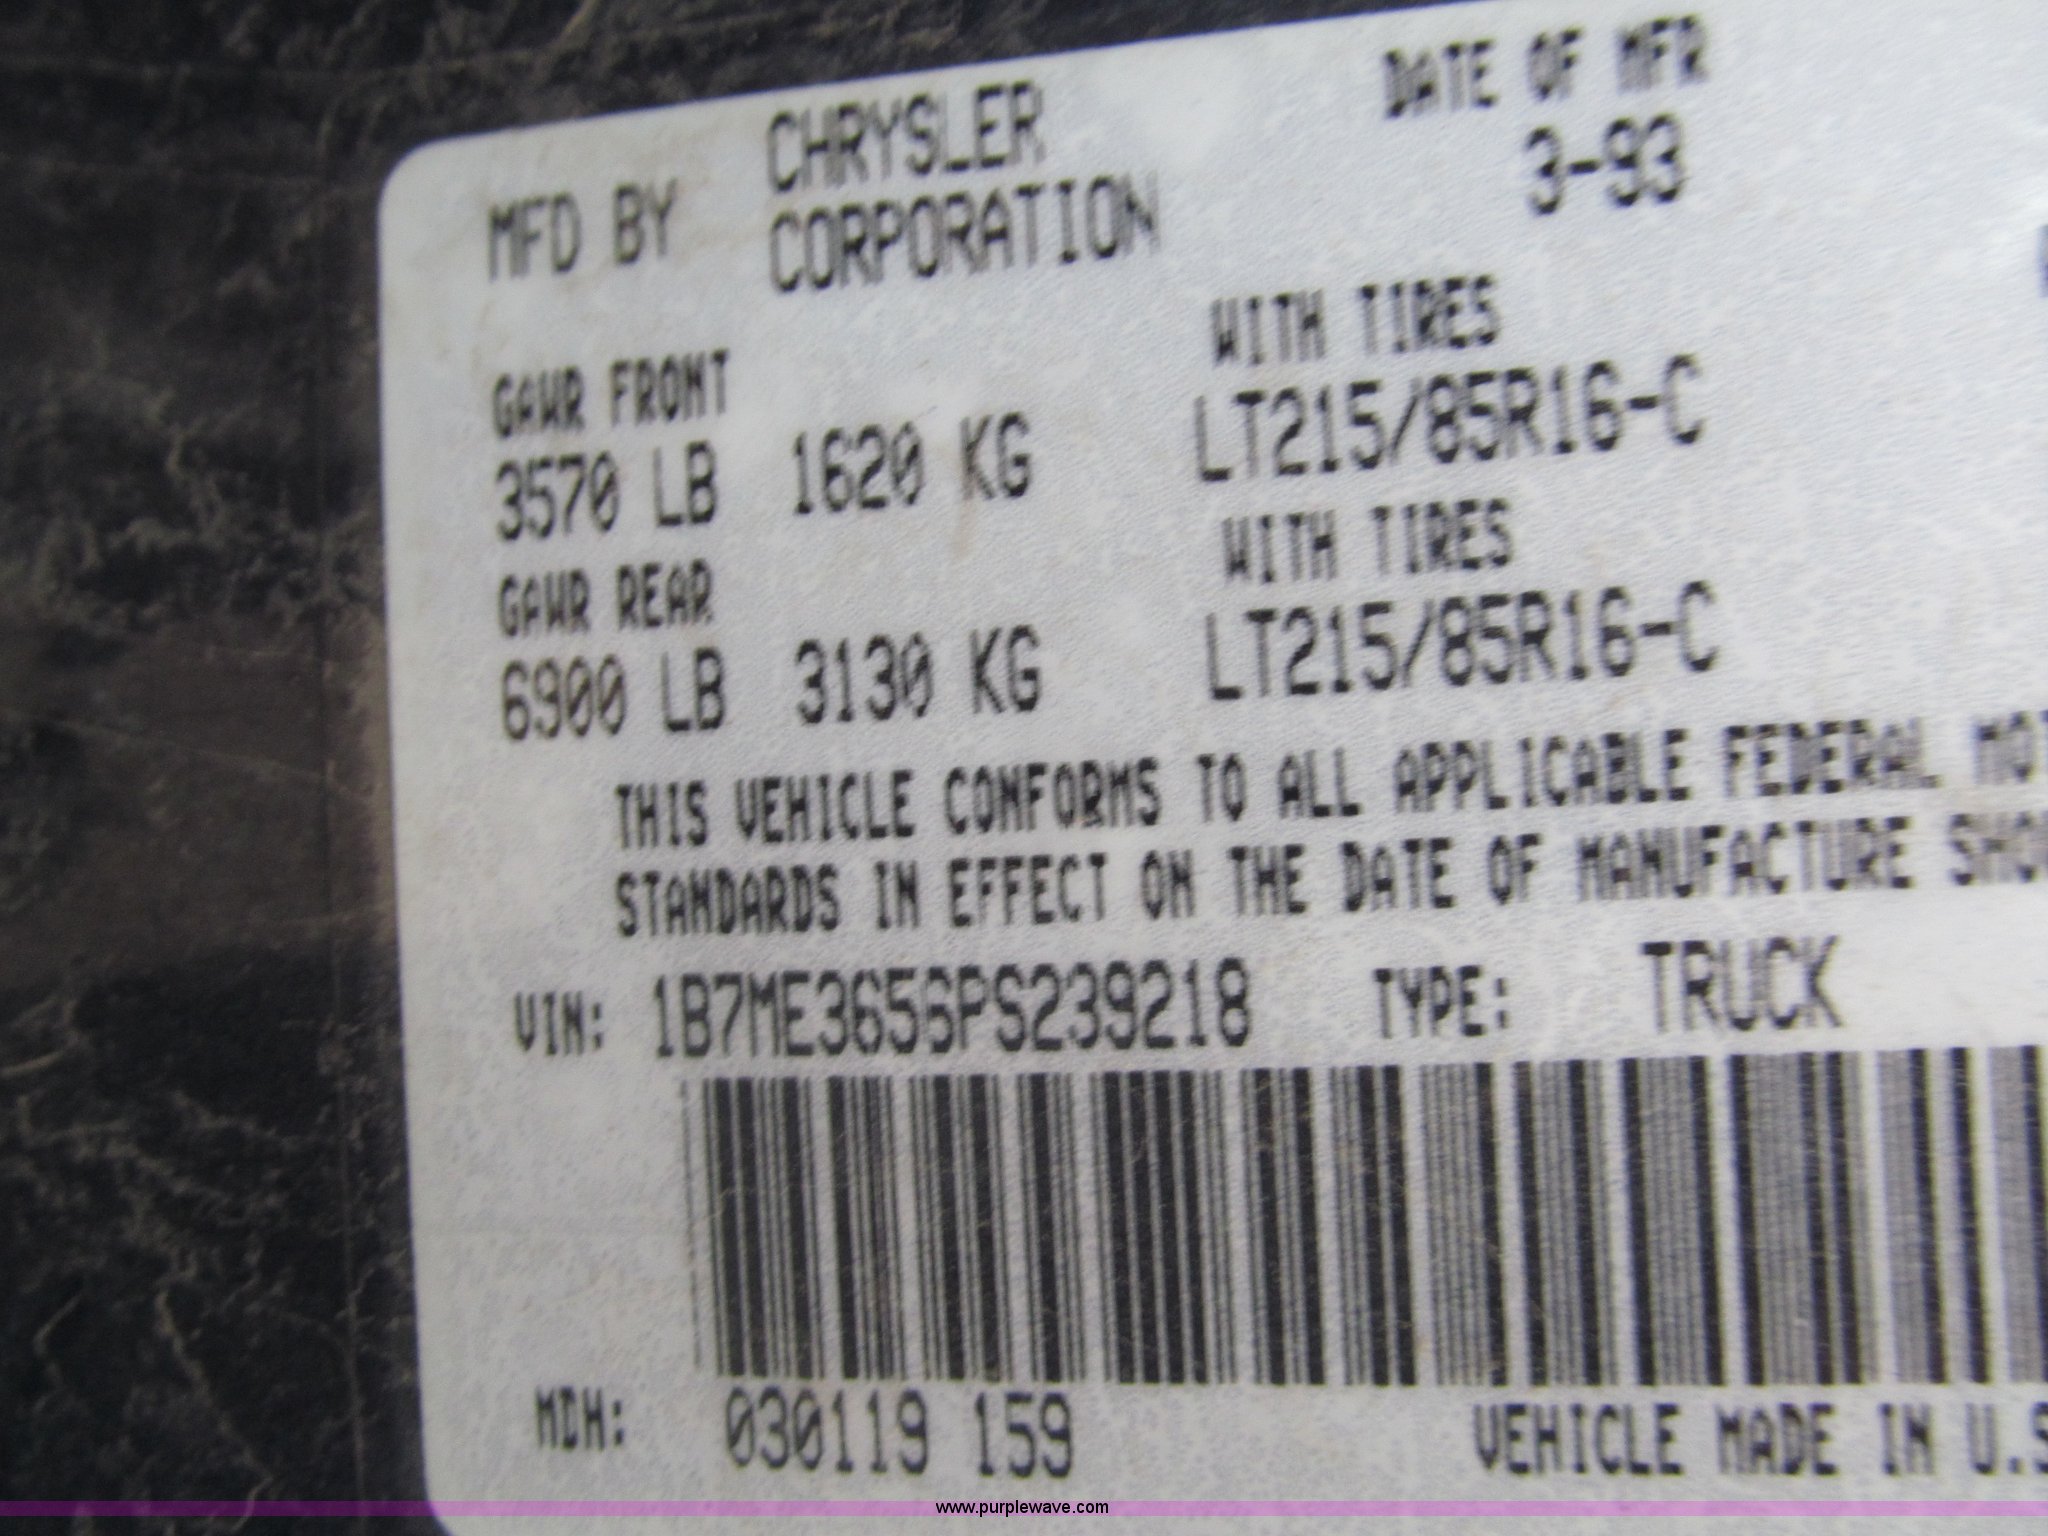 MFD BY CHRYSLER CORPORATION
DATE OF MFR
3-93
GAWR FRONT WITH TIRES
3570 LB 1620 KG LT215/85R16-C
GAWR REAR WITH TIRES
6900 LB 3130 KG LT215/85R16-C
THIS VEHICLE CONFORMS TO ALL APPLICABLE FEDERAL MOT
STANDARDS IN EFFECT ON THE DATE OF MANUFACTURE SHO
VIN: 1B7ME3656PS239218 TYPE: TRUCK
MDH: 030119 159 VEHICLE MADE IN U.S
www.purplewave.com